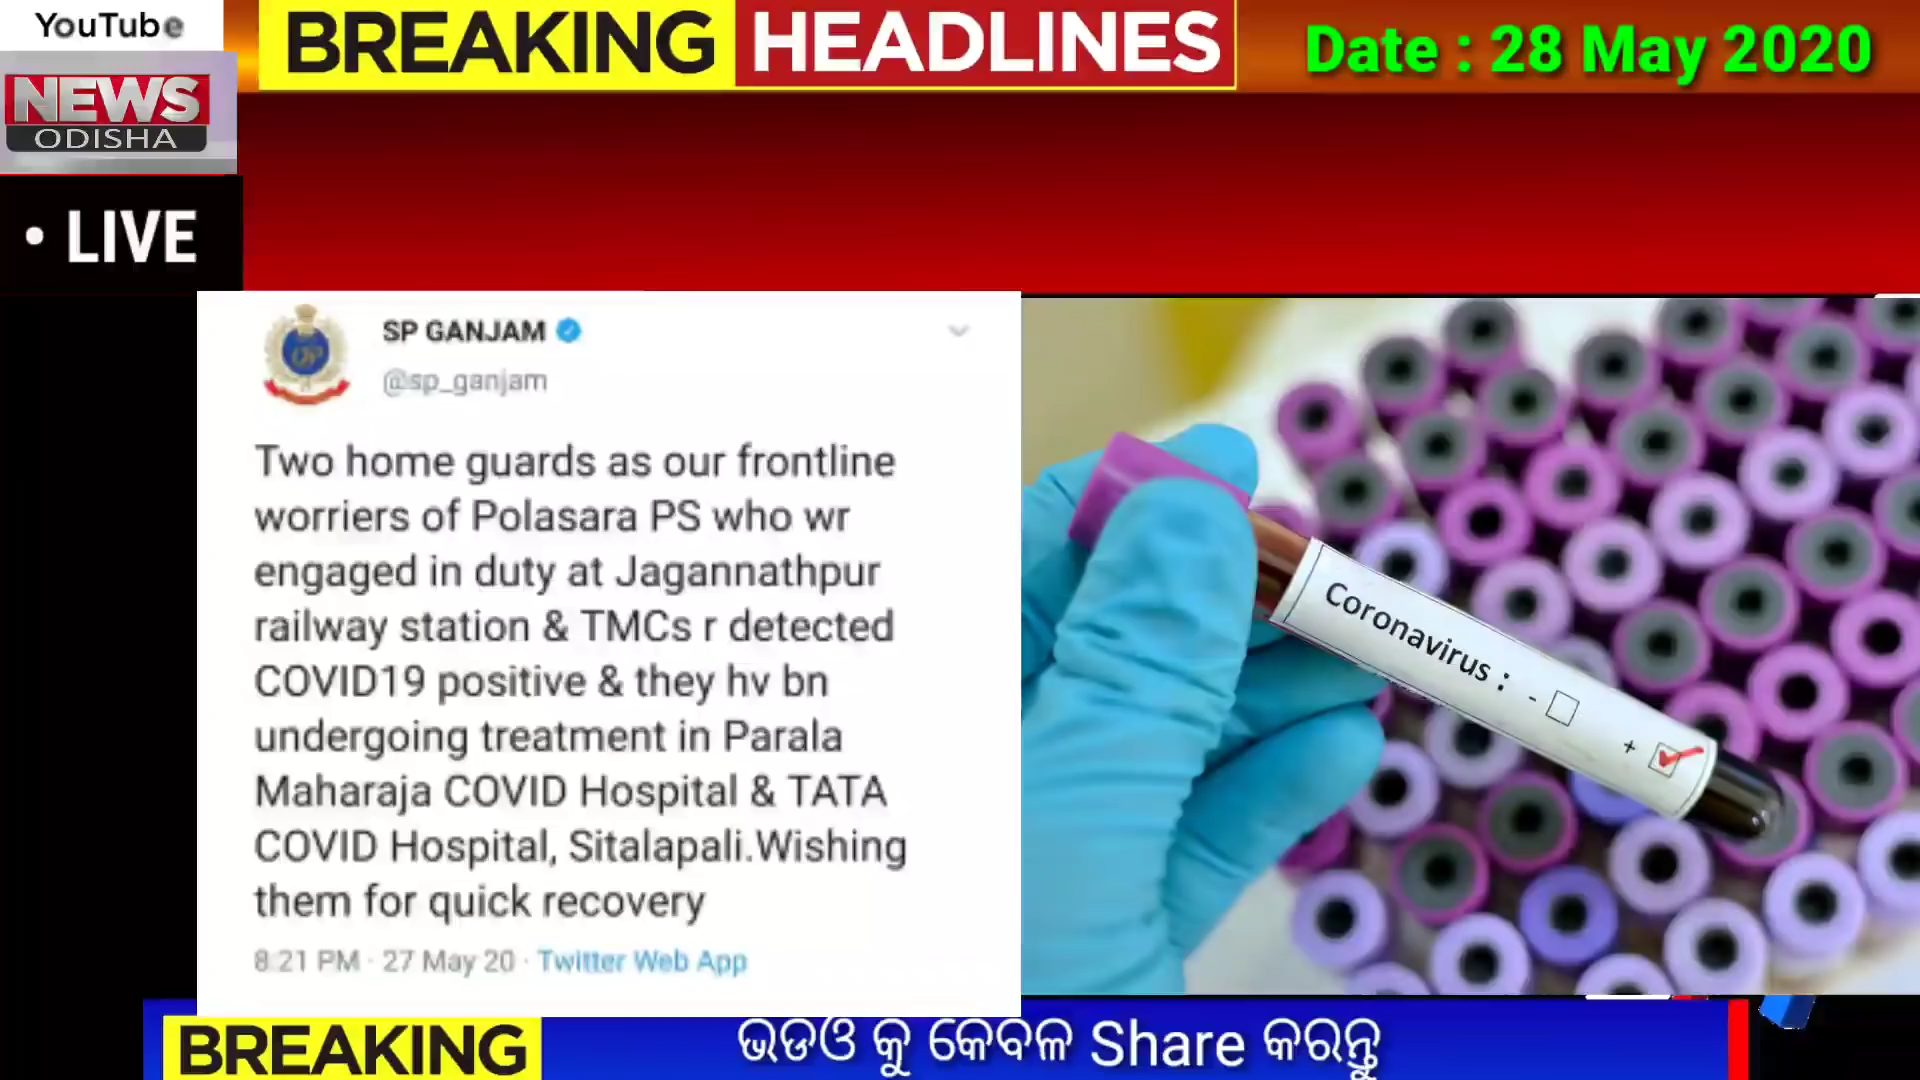 YouTube
BREAKING HEADLINES
Date : 28 May 2020
NEWS
ODISHA
• LIVE
SP GANJAM
@sp_ganjam
Two home guards as our frontline
worriers of Polasara PS who wr
engaged in duty at Jagannathpur
railway station & TMCs r detected
COVID19 positive & they hv bn
undergoing treatment in Parala
Maharaja COVID Hospital & TATA
COVID Hospital, Sitalapali.Wishing
them for quick recovery
8:21 PM · 27 May 20 · Twitter Web App
Coronavirus : -
+
BREAKING
ଭଡଓ କୁ କେବଳ Share କରନ୍ତୁ